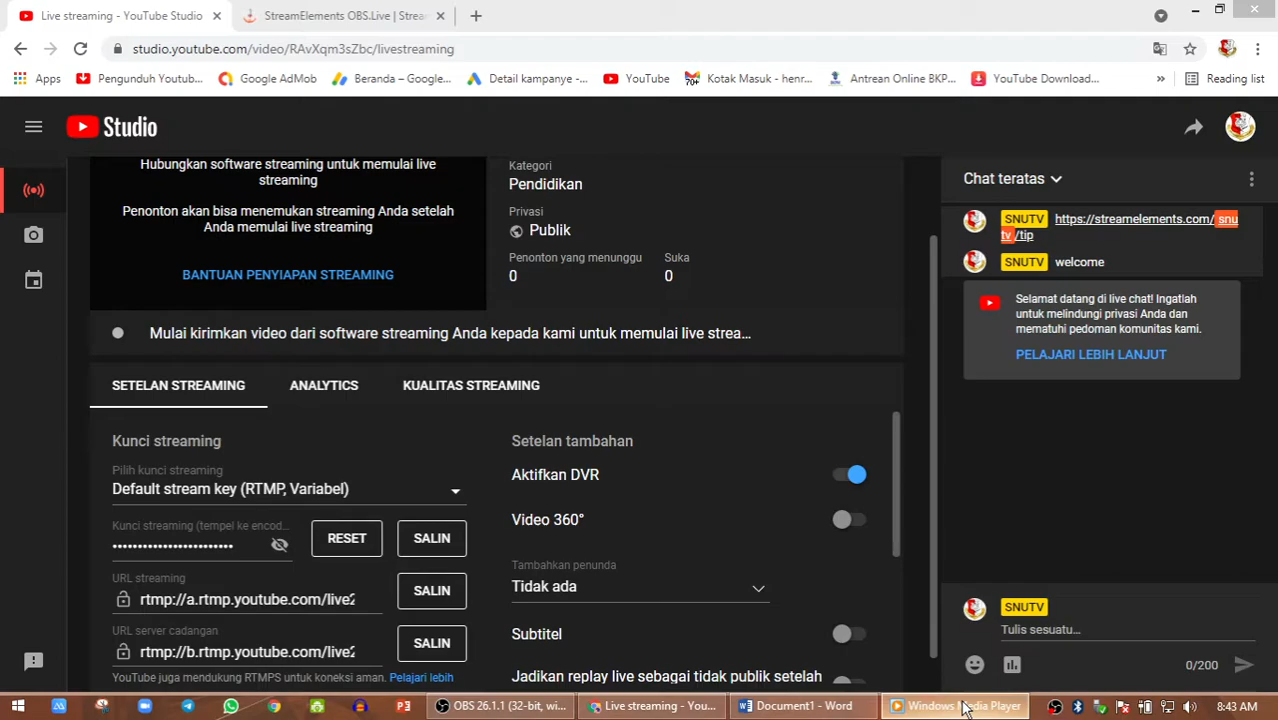 Live streaming - YouTube Studio
StreamElements OBS.Live | Stream
studio.youtube.com/video/RAvXqm3sZbc/livestreaming
Apps
Pengunduh Youtub...
Google AdMob
Beranda – Google...
Detail kampanye -...
YouTube
70+
Kotak Masuk - henr...
Antrean Online BKP...
YouTube Download...
»
Reading list
Studio
Hubungkan software streaming untuk memulai live
streaming
Penonton akan bisa menemukan streaming Anda setelah
Anda memulai live streaming
BANTUAN PENYIAPAN STREAMING
Kategori
Pendidikan
Privasi
Publik
Penonton yang menunggu
Suka
0
0
Mulai kirimkan video dari software streaming Anda kepada kami untuk memulai live strea...
SETELAN STREAMING
ANALYTICS
KUALITAS STREAMING
Kunci streaming
Pilih kunci streaming
Default stream key (RTMP, Variabel)
Kunci streaming (tempel ke encod...
••••••••••••••••••••••••
RESET
SALIN
URL streaming
rtmp://a.rtmp.youtube.com/live2
SALIN
URL server cadangan
rtmp://b.rtmp.youtube.com/live2
SALIN
YouTube juga mendukung RTMPS untuk koneksi aman. Pelajari lebih
Setelan tambahan
Aktifkan DVR
Video 360°
Tambahkan penunda
Tidak ada
Subtitel
Jadikan replay live sebagai tidak publik setelah
Chat teratas
SNUTV https://streamelements.com/snu
tv/tip
SNUTV welcome
Selamat datang di live chat! Ingatlah
untuk melindungi privasi Anda dan
mematuhi pedoman komunitas kami.
PELAJARI LEBIH LANJUT
SNUTV
Tulis sesuatu...
0/200
OBS 26.1.1 (32-bit, wi...
Live streaming - You...
Document1 - Word
Windows Media Player
8:43 AM